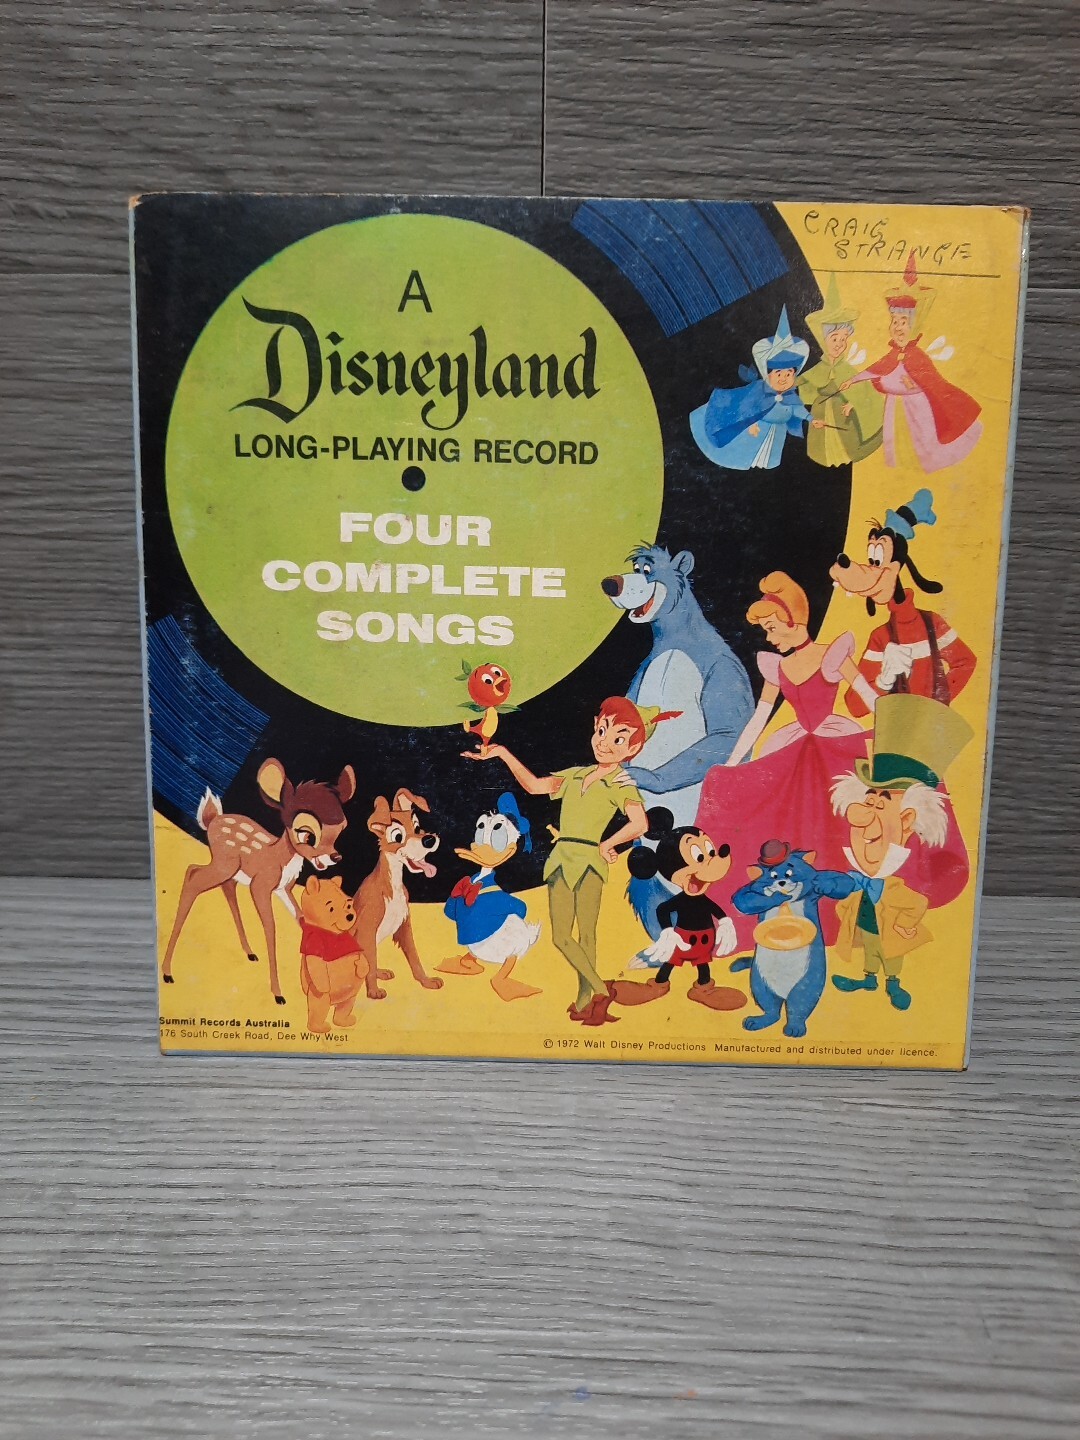 CRAIG
STRANGE
A
Disneyland
LONG-PLAYING RECORD
FOUR
COMPLETE
SONGS
Summit Records Australia
176 South Creek Road, Dee Why West
© 1972 Walt Disney Productions Manufactured and distributed under licence.